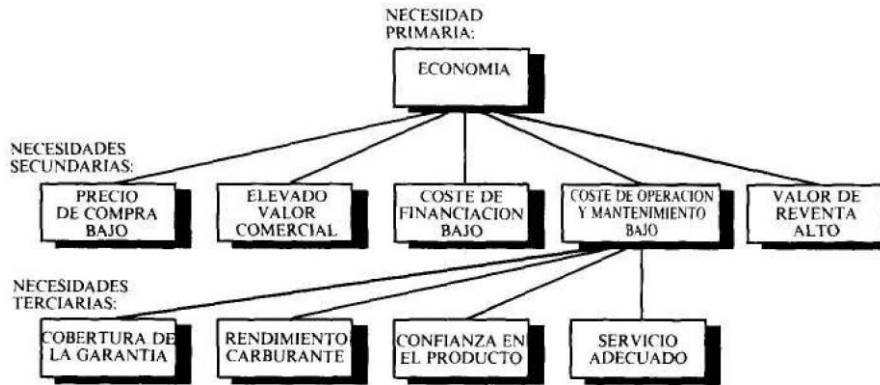 NECESIDAD
PRIMARIA:
ECONOMIA
NECESIDADES
SECUNDARIAS:
PRECIO
DE COMPRA
BAJO
ELEVADO
VALOR
COMERCIAL
COSTE DE
FINANCIACION
BAJO
COSTE DE OPERACION
Y MANTENIMIENTO
BAJO
VALOR DE
REVENTA
ALTO
NECESIDADES
TERCIARIAS:
COBERTURA DE
LA GARANTIA
RENDIMIENTO
CARBURANTE
CONFIANZA EN
EL PRODUCTO
SERVICIO
ADECUADO